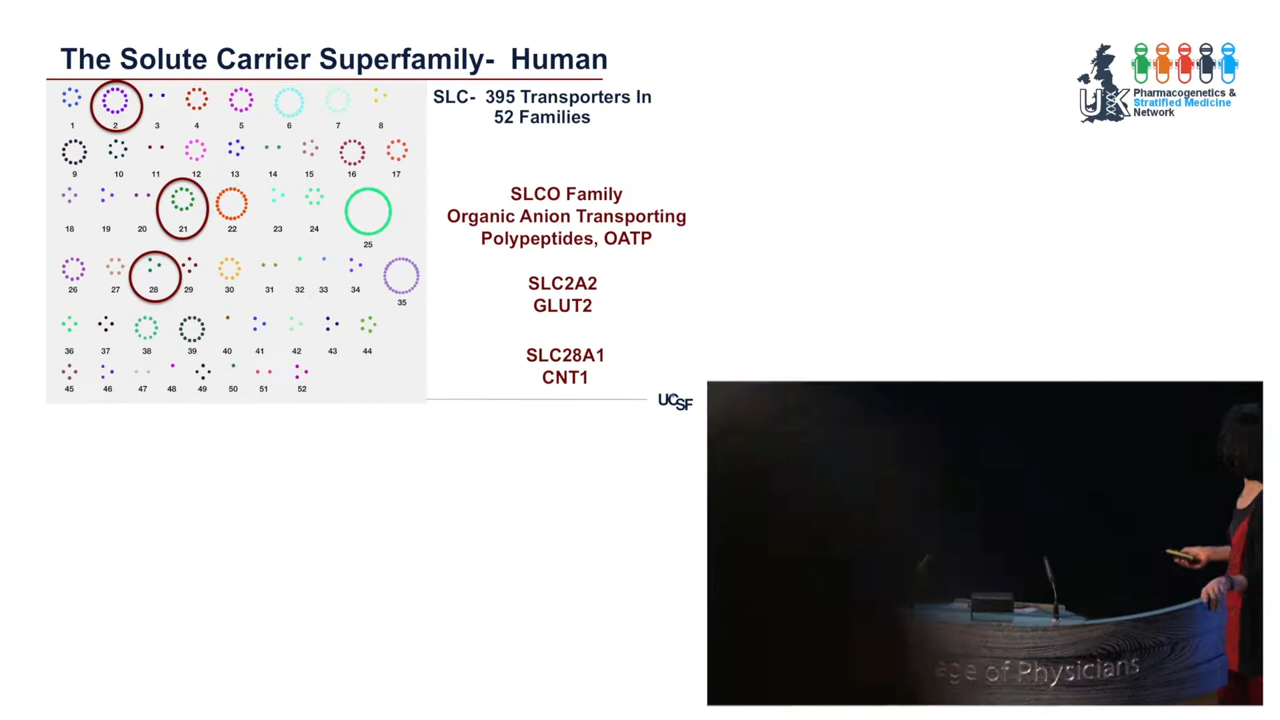 The Solute Carrier Superfamily- Human
SLC- 395 Transporters In
52 Families
1 2 3 4 5 6 7 8
9 10 11 12 13 14 15 16 17
18 19 20 21 22 23 24 25
26 27 28 29 30 31 32 33 34 35
36 37 38 39 40 41 42 43 44
45 46 47 48 49 50 51 52
SLCO Family
Organic Anion Transporting
Polypeptides, OATP
SLC2A2
GLUT2
SLC28A1
CNT1
UCSF
UK Pharmacogenetics &
Stratified Medicine
Network
ege of Physicians